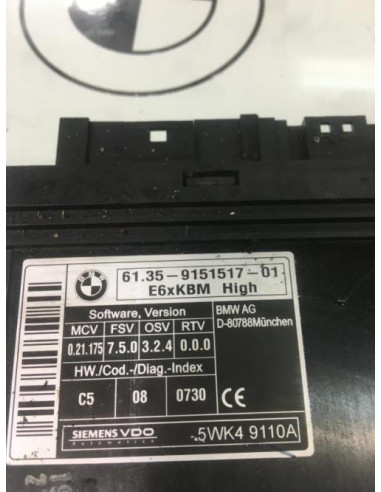 61.35-9151517-01
E6xKBM High
Software, Version
MCV FSV OSV RTV
0.21.175 7.5.0 3.2.4 0.0.0
HW./Cod.-/Diag.-Index
C5 08 0730
BMW AG
D-80788München
CE
SIEMENS VDO
Automotive
5WK4 9110A